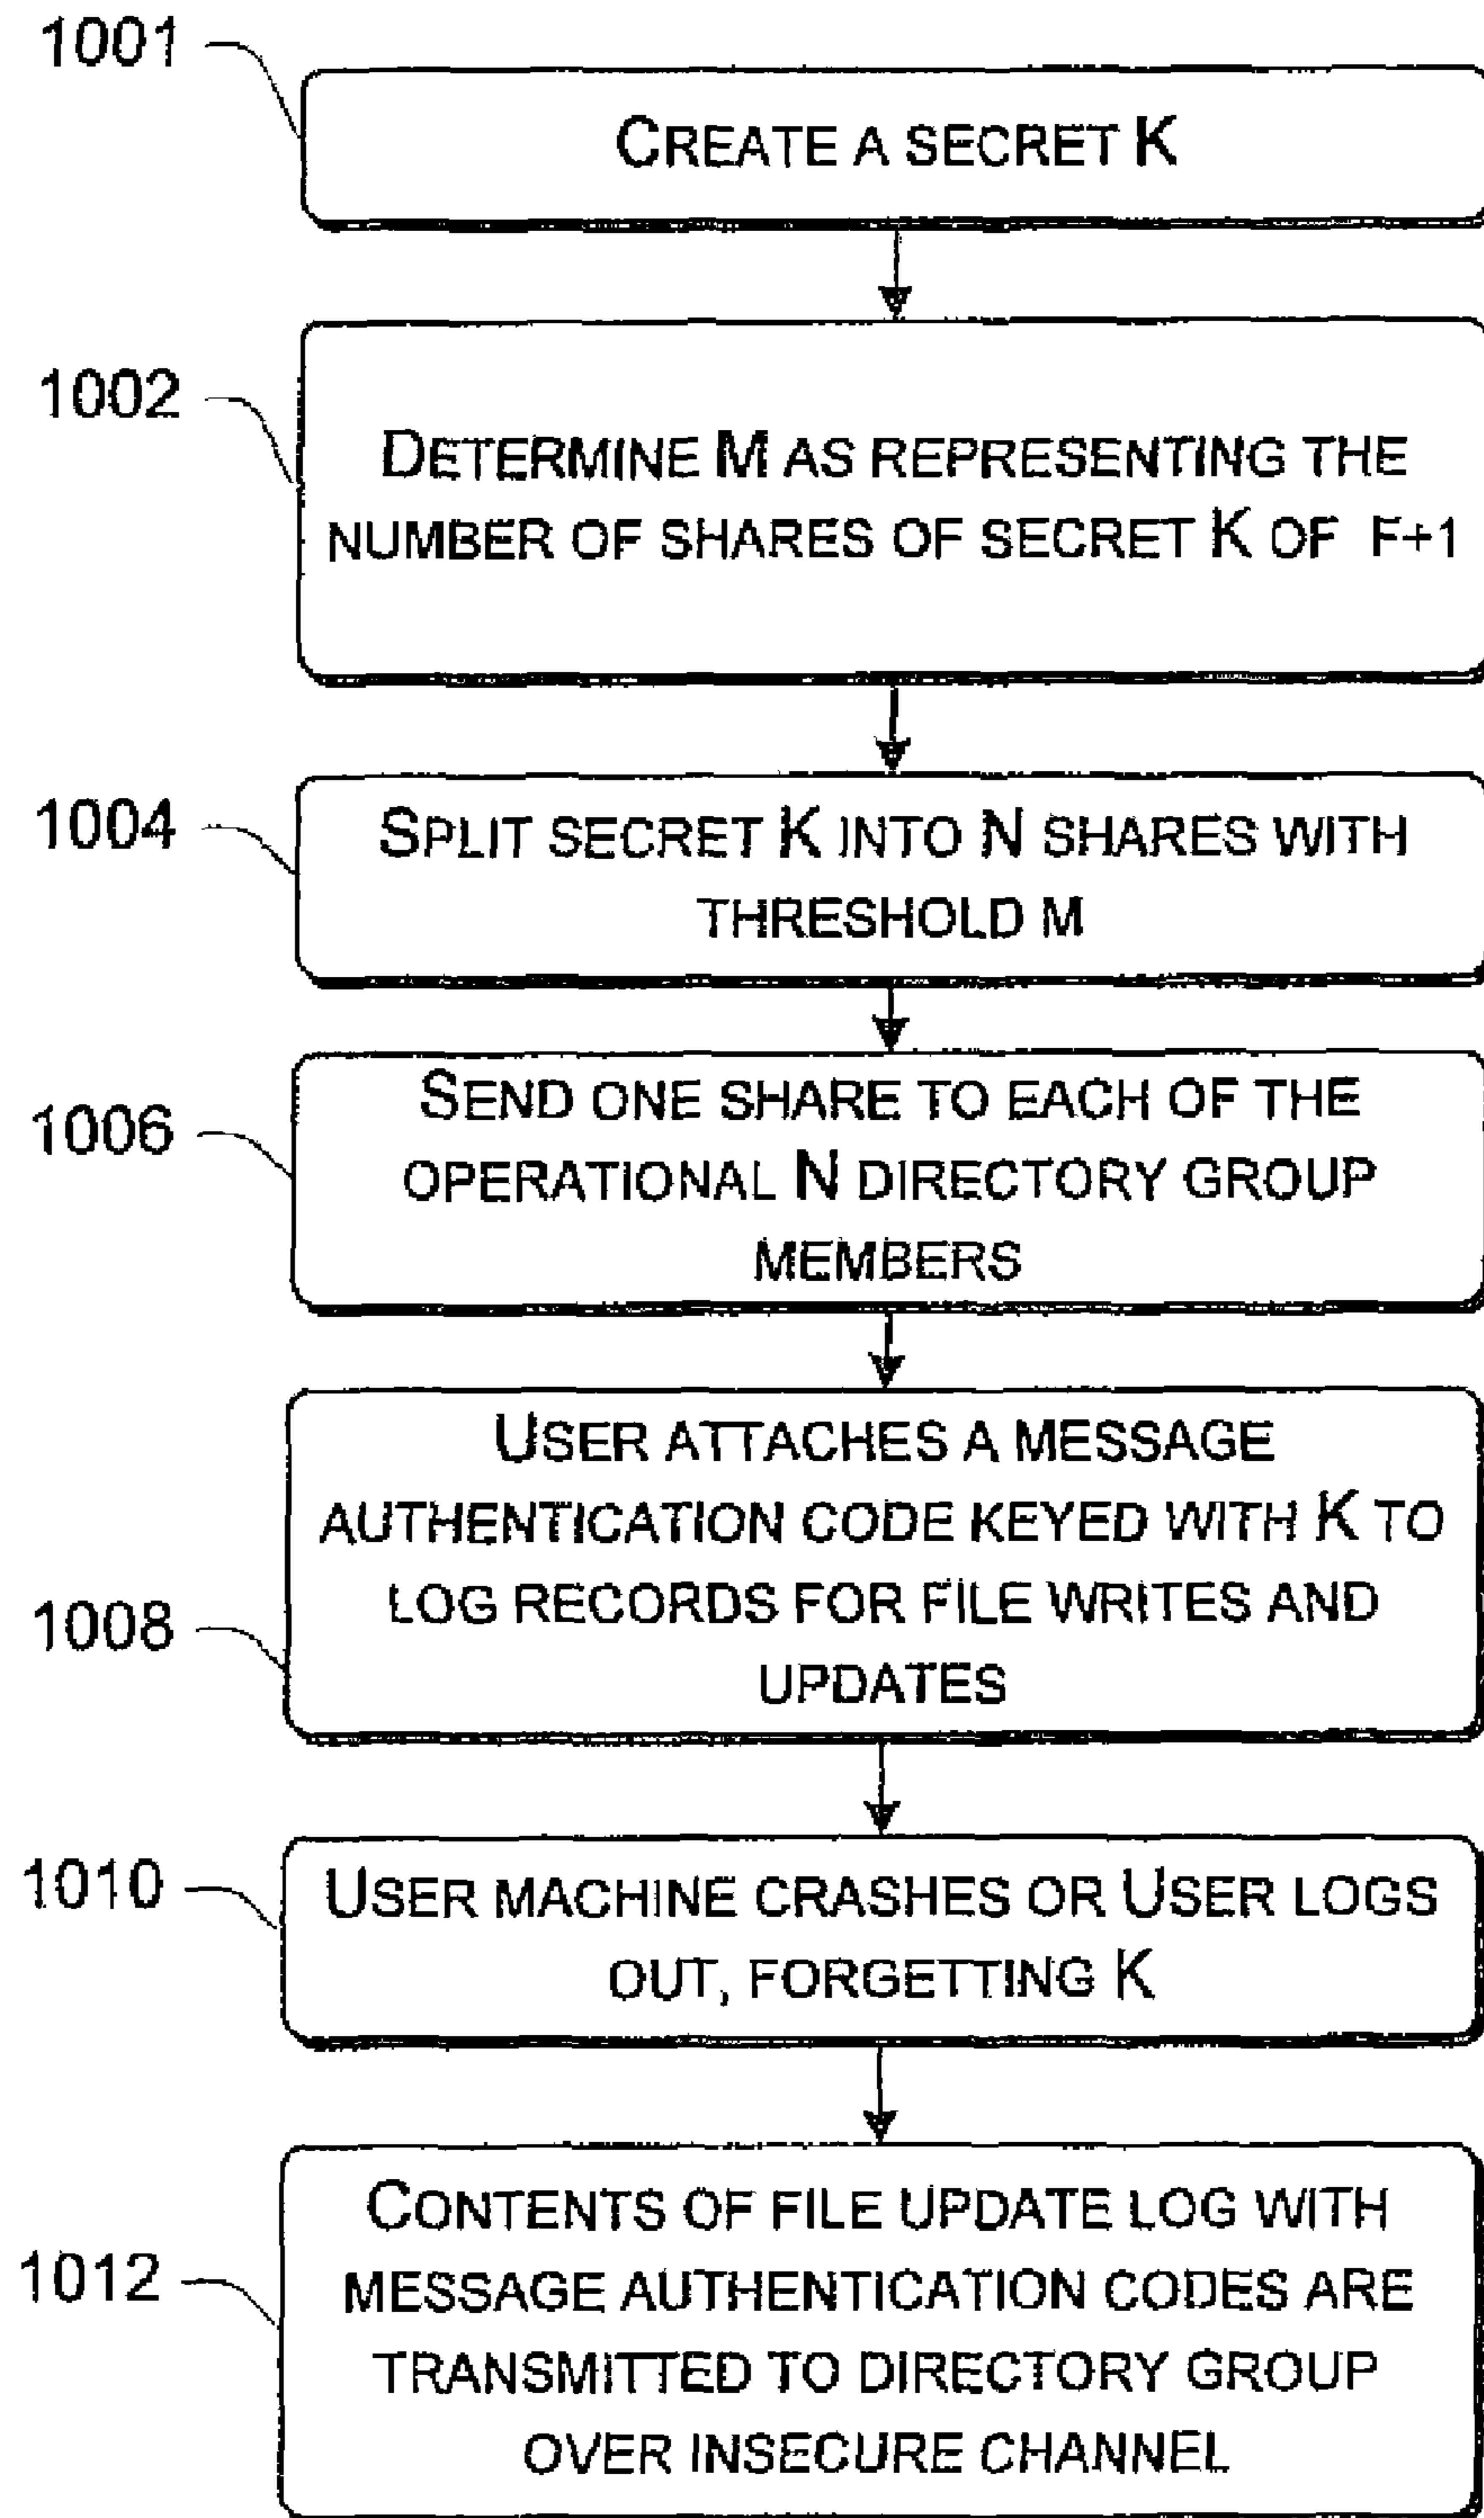 1001
CREATE A SECRET K
1002
DETERMINE M AS REPRESENTING THE
NUMBER OF SHARES OF SECRET K OF F+1
1004
SPLIT SECRET K INTO N SHARES WITH
THRESHOLD M
1006
SEND ONE SHARE TO EACH OF THE
OPERATIONAL N DIRECTORY GROUP
MEMBERS
1008
USER ATTACHES A MESSAGE
AUTHENTICATION CODE KEYED WITH K TO
LOG RECORDS FOR FILE WRITES AND
UPDATES
1010
USER MACHINE CRASHES OR USER LOGS
OUT, FORGETTING K
1012
CONTENTS OF FILE UPDATE LOG WITH
MESSAGE AUTHENTICATION CODES ARE
TRANSMITTED TO DIRECTORY GROUP
OVER INSECURE CHANNEL